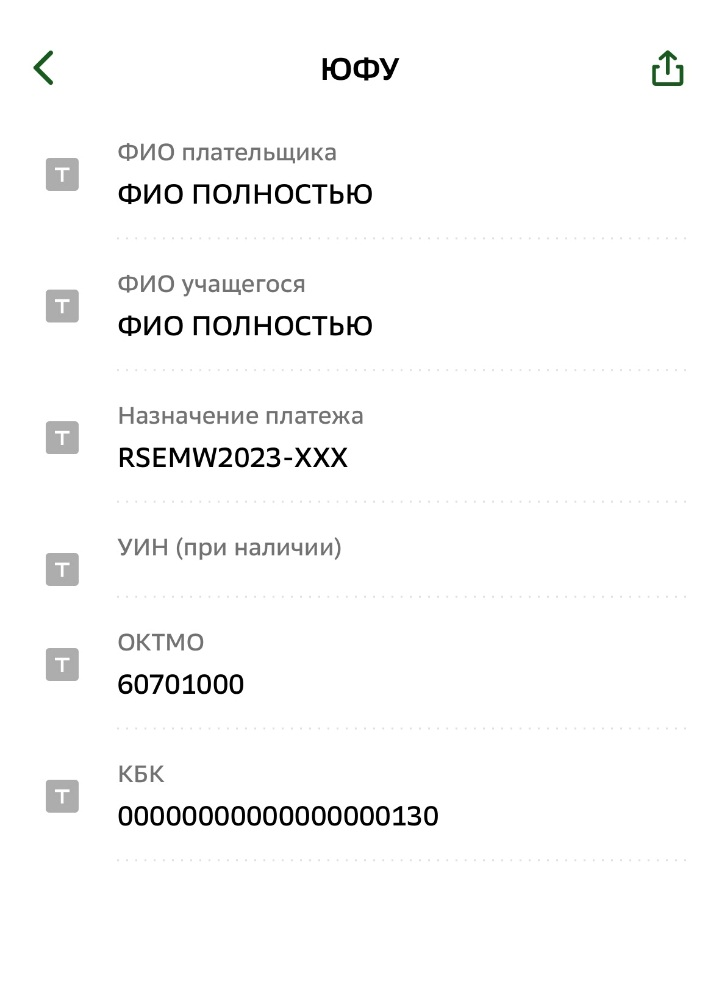 ЮФУ
Т
ФИО плательщика
ФИО ПОЛНОСТЬЮ
Т
ФИО учащегося
ФИО ПОЛНОСТЬЮ
Т
Назначение платежа
RSEMW2023-XXX
Т
УИН (при наличии)
Т
ОКТМО
60701000
Т
КБК
00000000000000000130